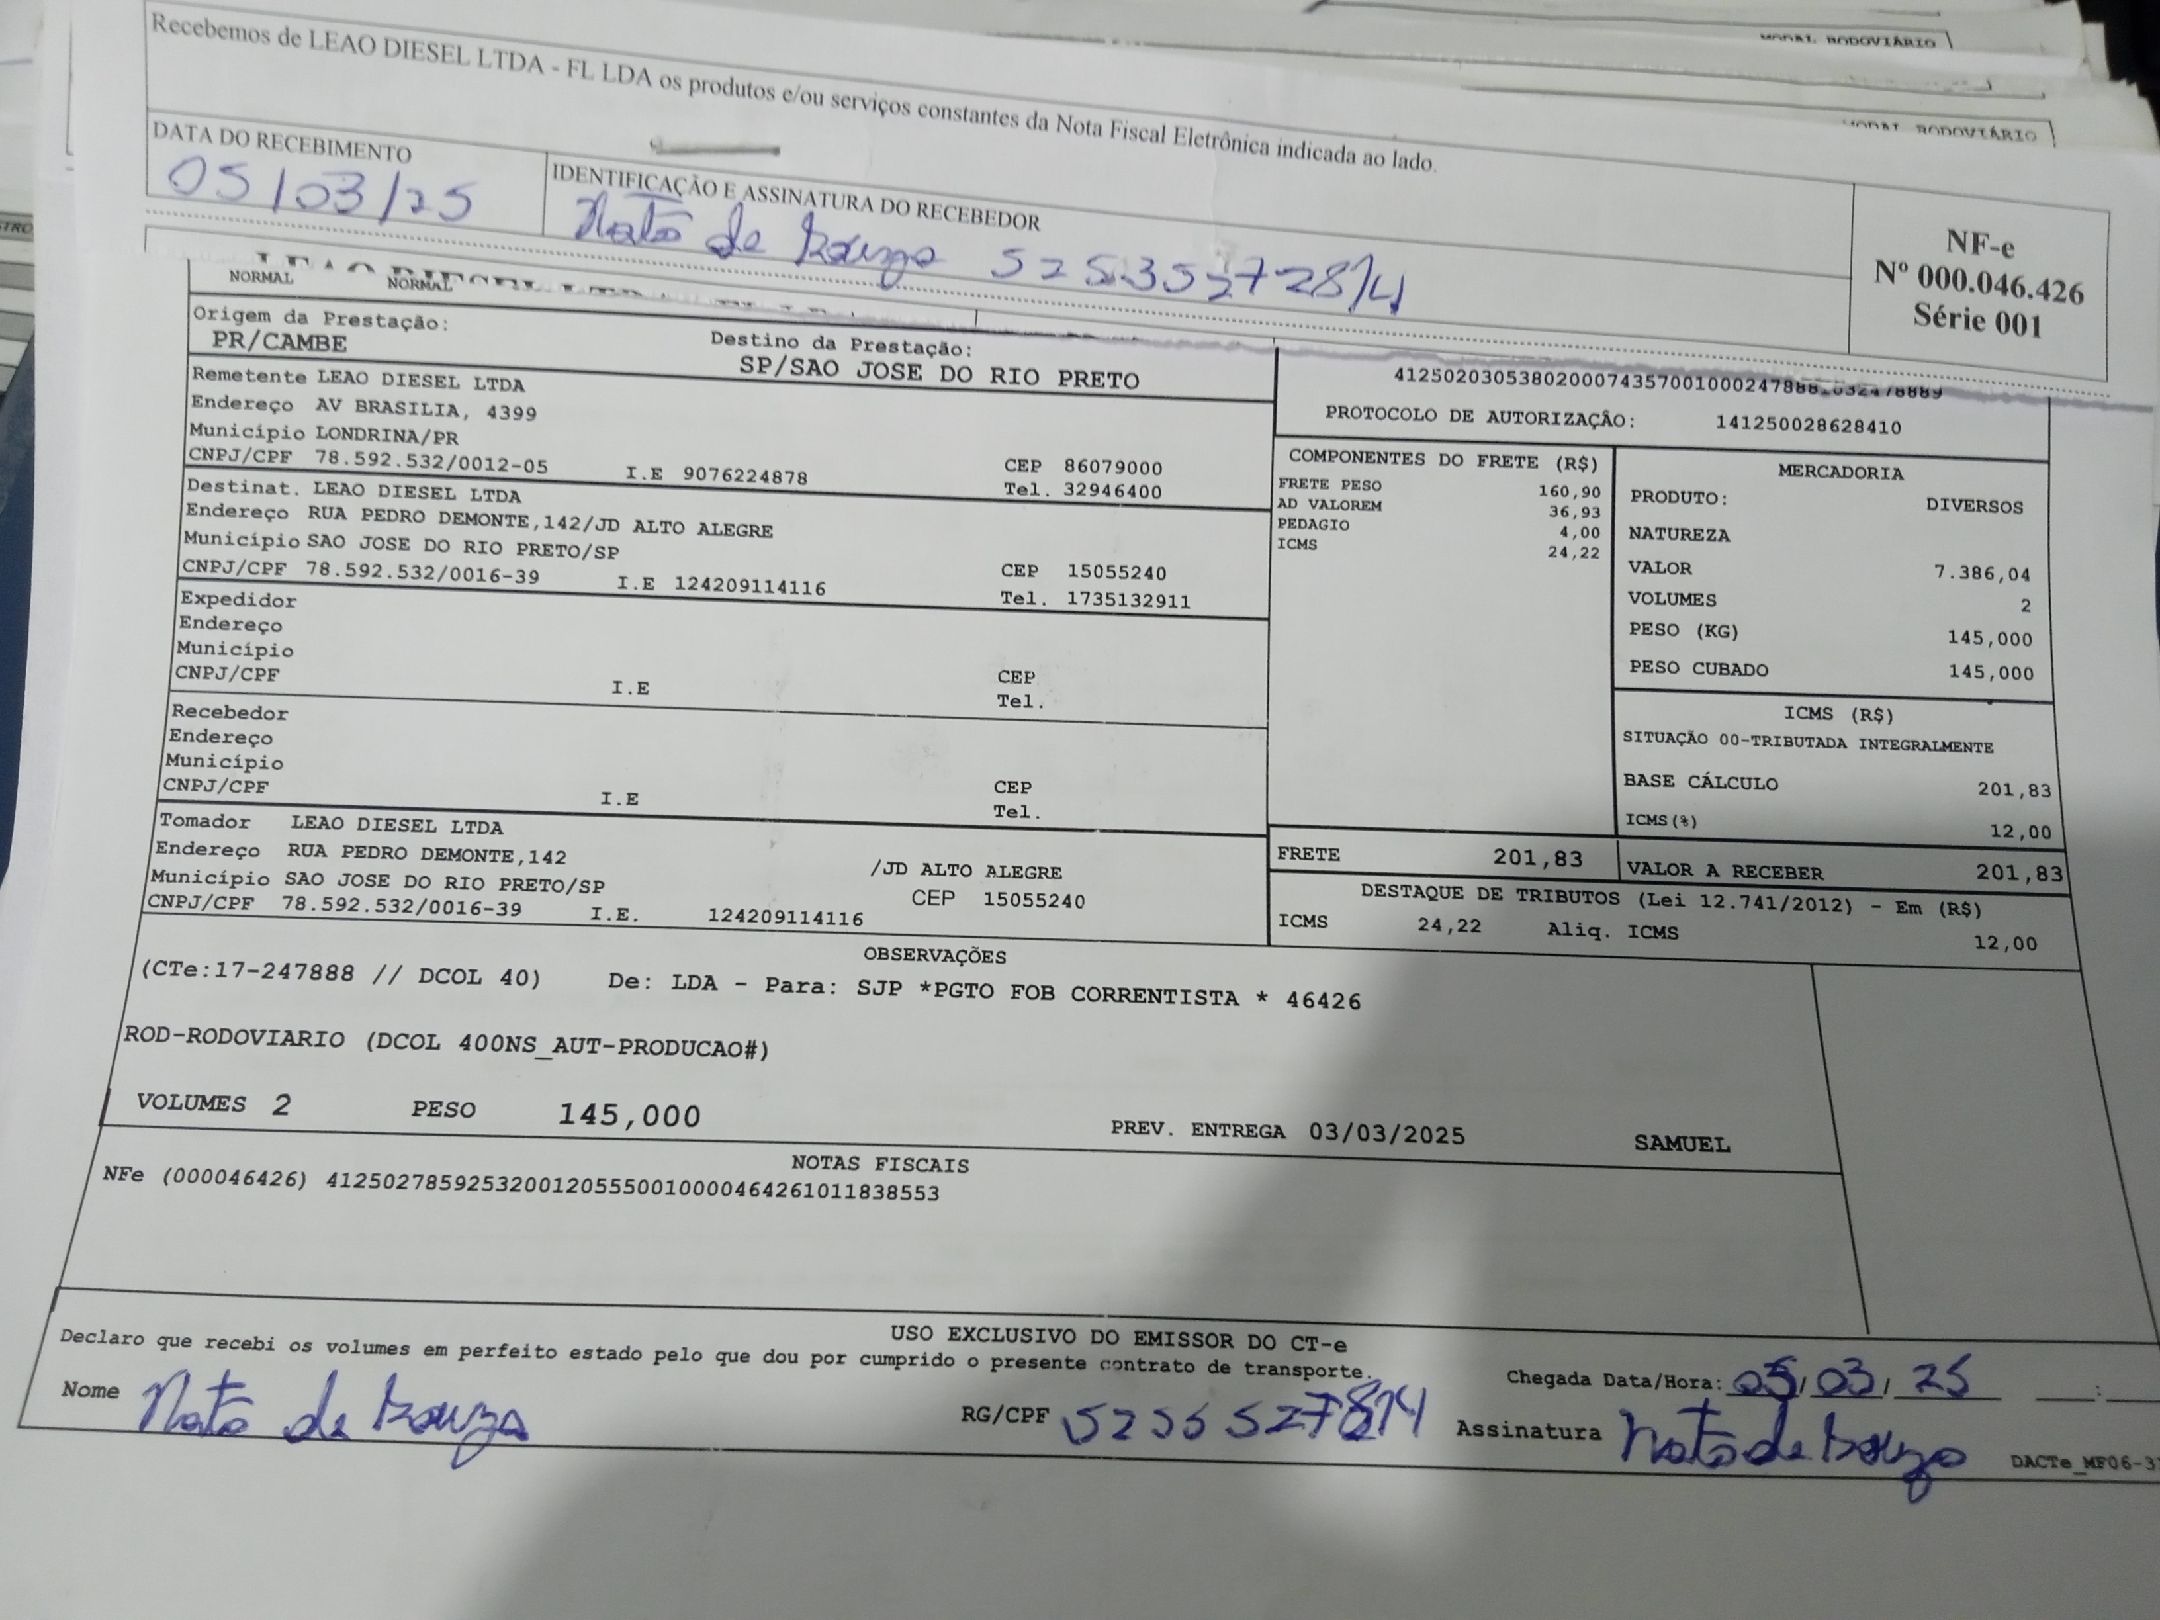 MODAL RODOVIÁRIO
MODAL RODOVIÁRIO
Recebemos de LEAO DIESEL LTDA - FL LDA os produtos e/ou serviços constantes da Nota Fiscal Eletrônica indicada ao lado.
DATA DO RECEBIMENTO
05/03/25
IDENTIFICAÇÃO E ASSINATURA DO RECEBEDOR
de Souza
NF-e
Nº 000.046.426
Série 001
NORMAL NORMAL
Origem da Prestação:
PR/CAMBE
Destino da Prestação:
SP/SAO JOSE DO RIO PRETO
Remetente LEAO DIESEL LTDA
Endereço AV BRASILIA, 4399
Município LONDRINA/PR
CNPJ/CPF 78.592.532/0012-05 I.E 9076224878
CEP 86079000
Tel. 32946400
Destinat. LEAO DIESEL LTDA
Endereço RUA PEDRO DEMONTE,142/JD ALTO ALEGRE
Município SAO JOSE DO RIO PRETO/SP
CNPJ/CPF 78.592.532/0016-39 I.E 124209114116
CEP 15055240
Tel. 1735132911
Expedidor
Endereço
Município
CNPJ/CPF I.E
CEP
Tel.
Recebedor
Endereço
Município
CNPJ/CPF I.E
CEP
Tel.
Tomador LEAO DIESEL LTDA
Endereço RUA PEDRO DEMONTE,142 /JD ALTO ALEGRE
Município SAO JOSE DO RIO PRETO/SP CEP 15055240
CNPJ/CPF 78.592.532/0016-39 I.E. 124209114116
PROTOCOLO DE AUTORIZAÇÃO: 141250028628410
COMPONENTES DO FRETE (R$)
FRETE PESO 160,90
AD VALOREM 36,93
PEDAGIO 4,00
ICMS 24,22
MERCADORIA
PRODUTO: DIVERSOS
NATUREZA
VALOR 7.386,04
VOLUMES 2
PESO (KG) 145,000
PESO CUBADO 145,000
ICMS (R$)
SITUAÇÃO 00-TRIBUTADA INTEGRALMENTE
BASE CÁLCULO 201,83
ICMS(%) 12,00
FRETE 201,83 VALOR A RECEBER 201,83
DESTAQUE DE TRIBUTOS (Lei 12.741/2012) - Em (R$)
ICMS 24,22 Aliq. ICMS 12,00
OBSERVAÇÕES
(CTe:17-247888 // DCOL 40) De: LDA - Para: SJP *PGTO FOB CORRENTISTA * 46426
ROD-RODOVIARIO (DCOL 400NS_AUT-PRODUCAO#)
VOLUMES 2 PESO 145,000 PREV. ENTREGA 03/03/2025 SAMUEL
NOTAS FISCAIS
NFe (000046426) 41250278592532001205550010000464261011838553
USO EXCLUSIVO DO EMISSOR DO CT-e
Declaro que recebi os volumes em perfeito estado pelo que dou por cumprido o presente contrato de transporte.
Chegada Data/Hora: 05/03/25 :
Nome de Souza
RG/CPF
Assinatura de Souza
DACTe_MF06-3